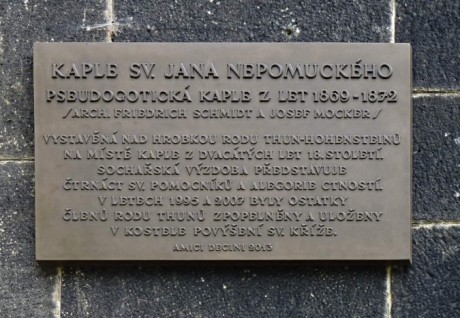 KAPLE SV. JANA NEPOMUCKÉHO
PSEUDOGOTICKÁ KAPLE Z LET 1869-1872
/ARCH. FRIEDRICH SCHMIDT A JOSEF MOCKER/
VYSTAVĚNÁ NAD HROBKOU RODU THUN-HOHENSTEINŮ
NA MÍSTĚ KAPLE Z DVACÁTÝCH LET 18. STOLETÍ.
SOCHAŘSKÁ VÝZDOBA PŘEDSTAVUJE
ČTRNÁCT SV. POMOCNÍKŮ A ALEGORIE CTNOSTÍ.
V LETECH 1995 A 2007 BYLY OSTATKY
ČLENŮ RODU THUNŮ ZPOPELNĚNY A ULOŽENY
V KOSTELE POVÝŠENÍ SV. KŘÍŽE.
AMICI DECINI 2013